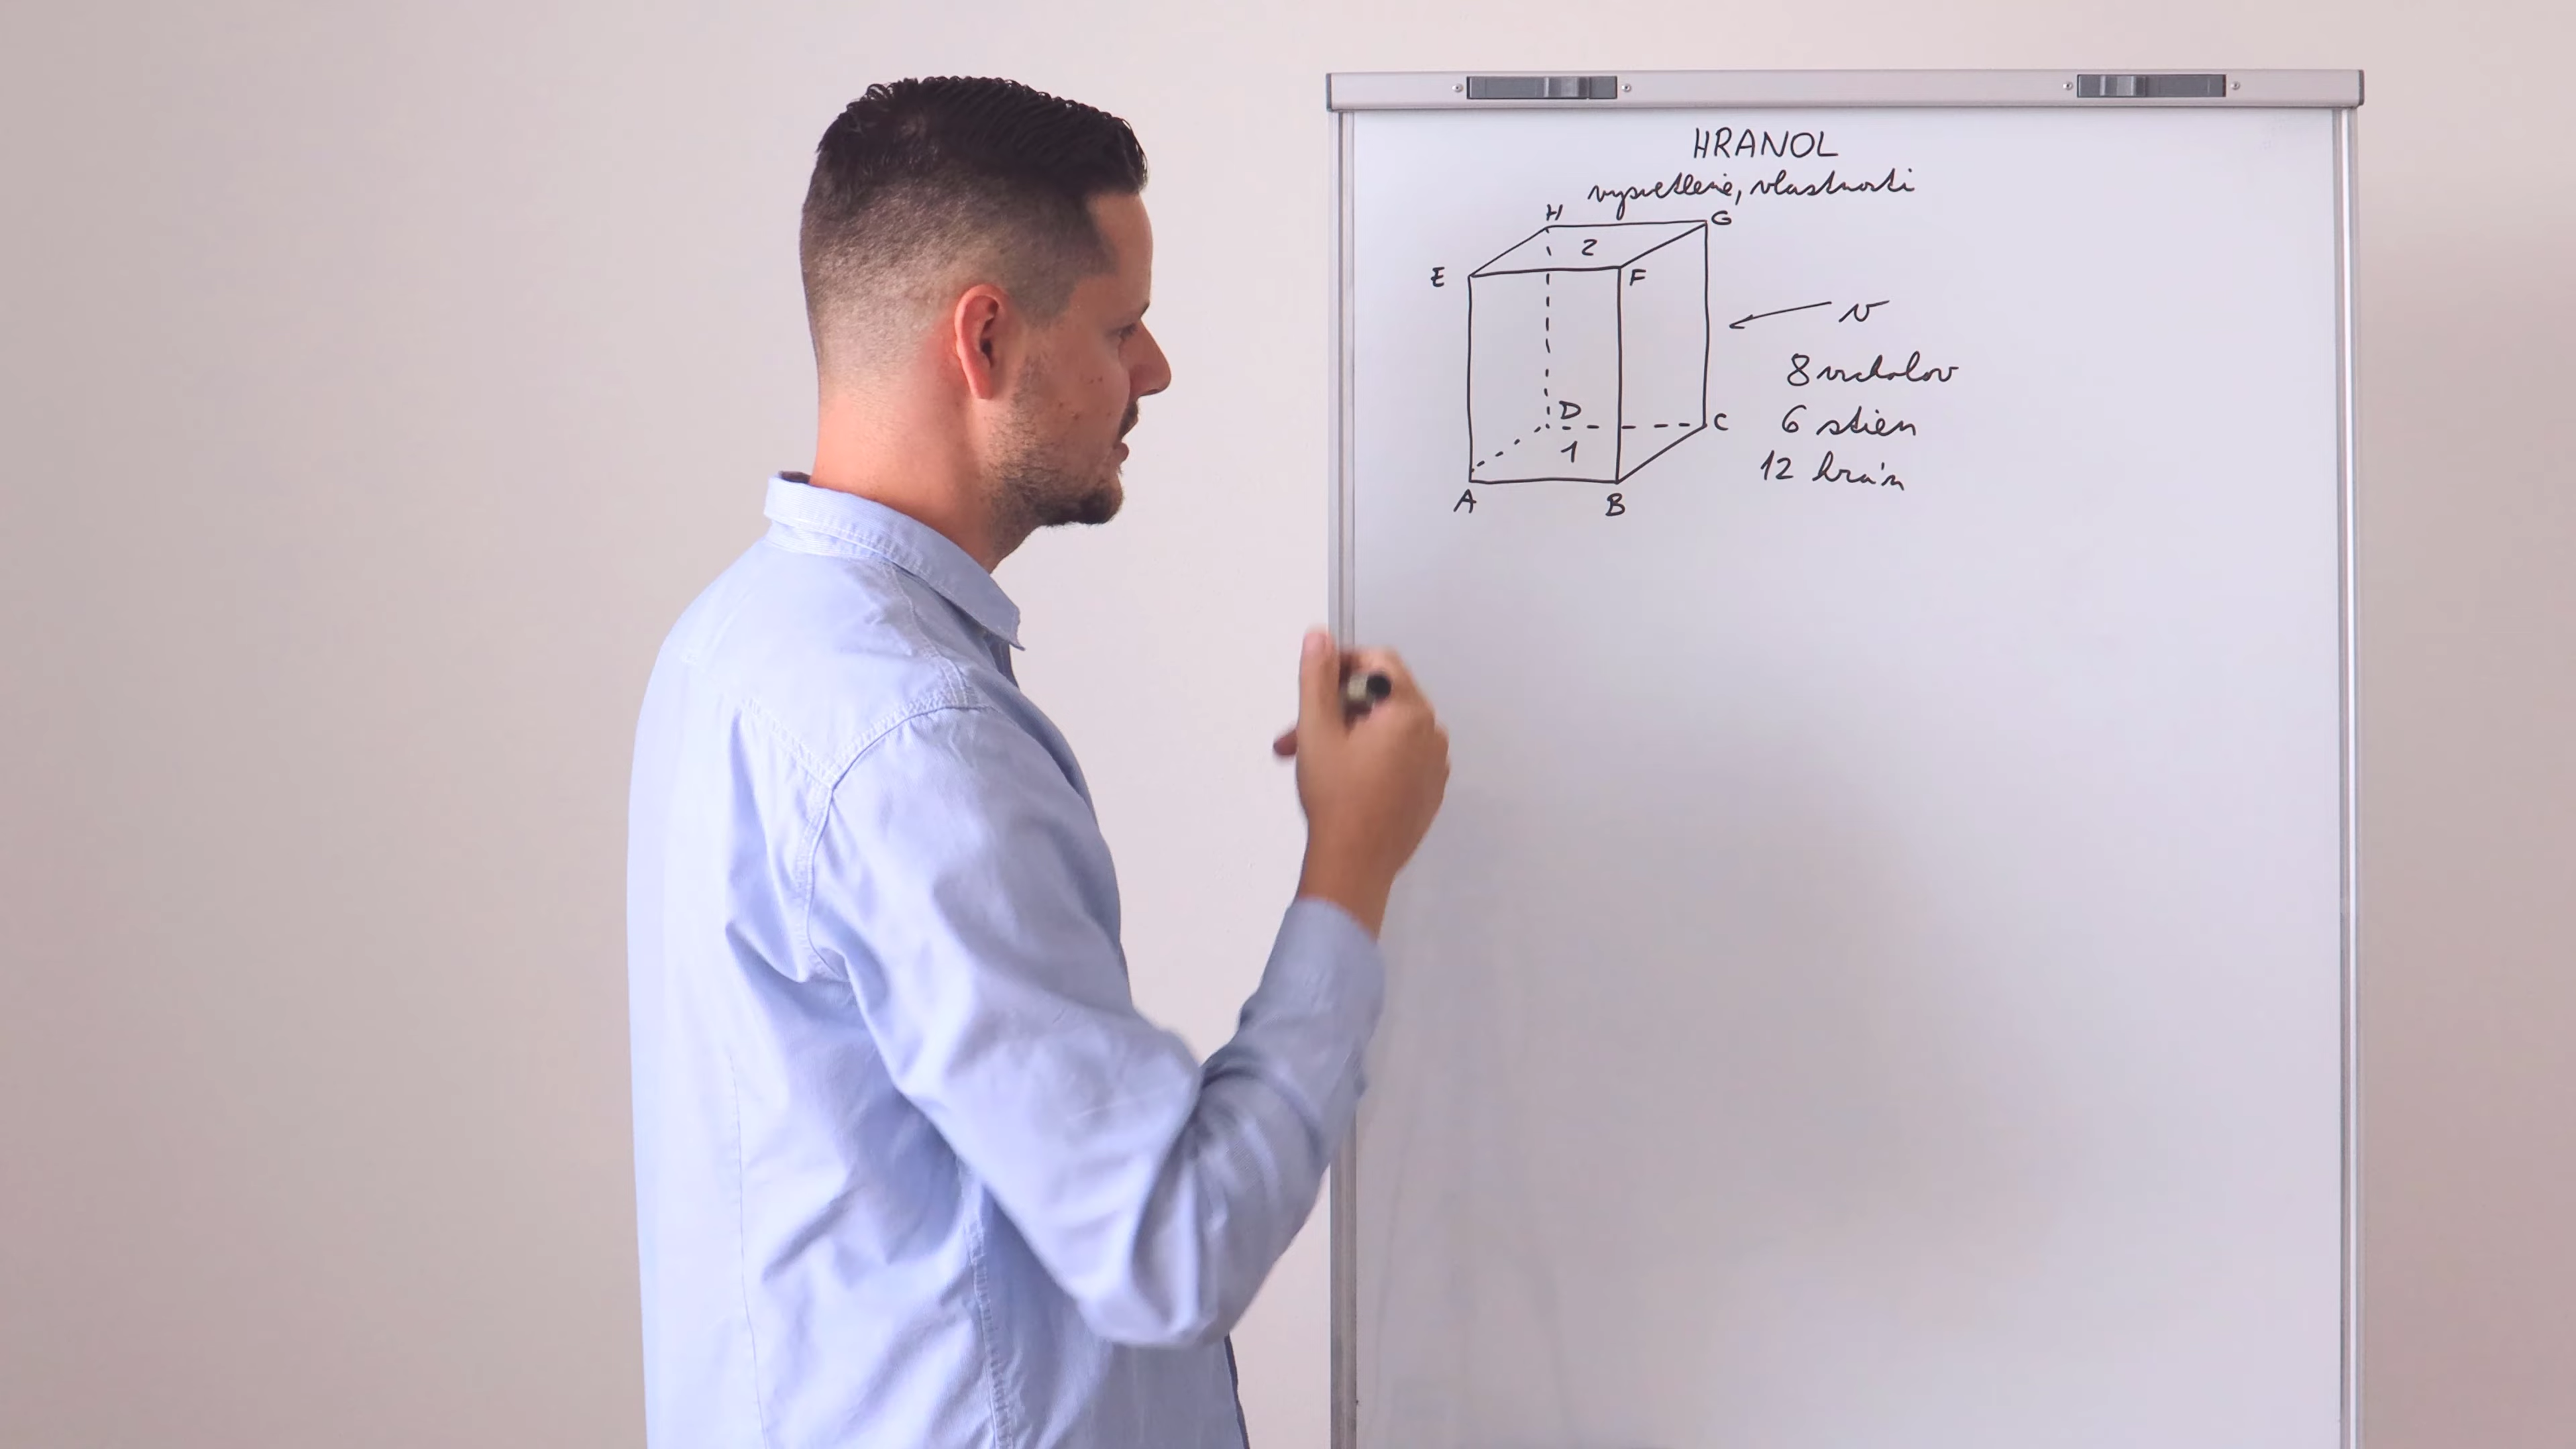 HRANOL
vysvetlenie, vlastnosti
H
G
2
E
F
v
8 vrcholov
D
C
6 stien
1
12 hrán
A
B